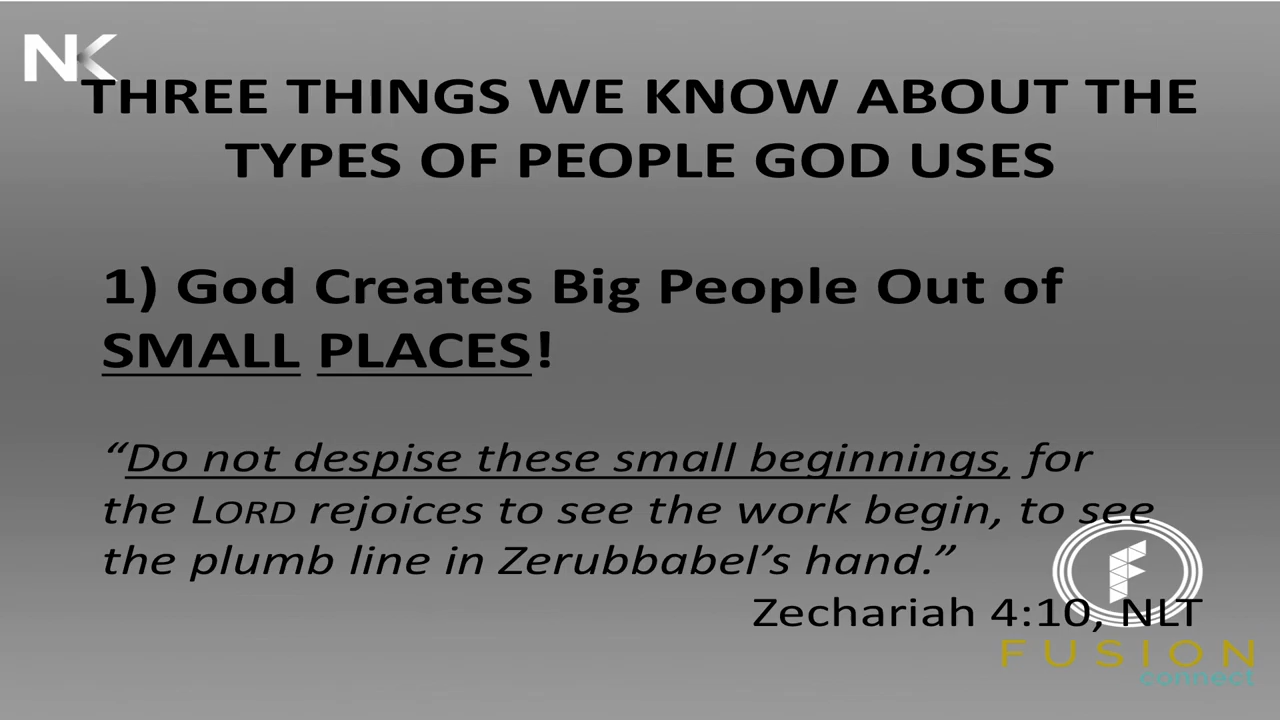 NK
THREE THINGS WE KNOW ABOUT THE
TYPES OF PEOPLE GOD USES
1) God Creates Big People Out of
SMALL PLACES!
“Do not despise these small beginnings, for
the LORD rejoices to see the work begin, to see
the plumb line in Zerubbabel’s hand.”
Zechariah 4:10, NLT
F
FUSION
connect